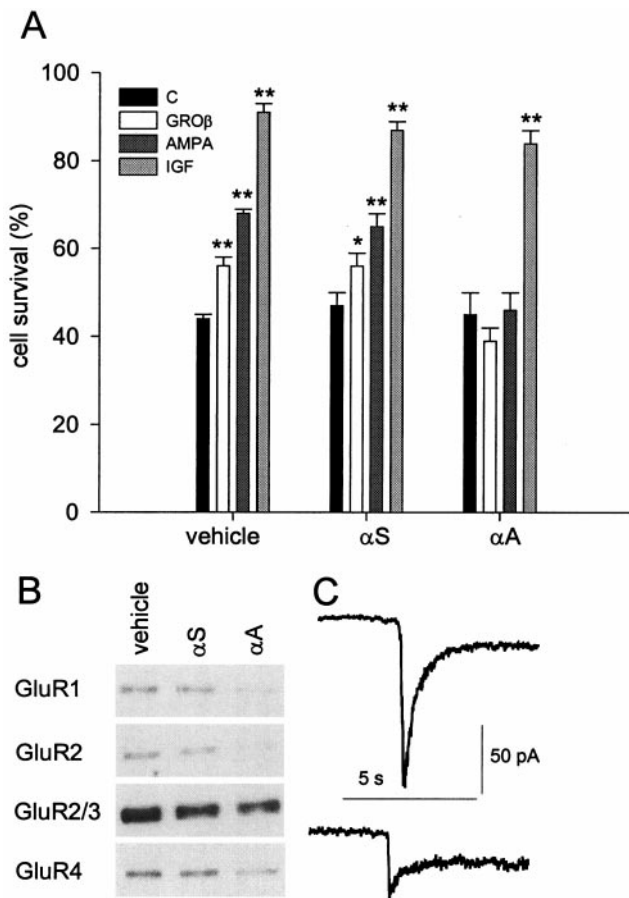 A
100
80
60
40
20
0
cell survival (%)
C
GROβ
AMPA
IGF
** ** **
* ** **
**
vehicle αS αA
B
vehicle αS αA
GluR1
GluR2
GluR2/3
GluR4
C
50 pA
5 s